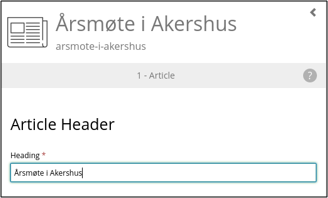 Årsmøte i Akershus
arsmote-i-akershus
1 - Article
?
Article Header
Heading *
Årsmøte i Akershus